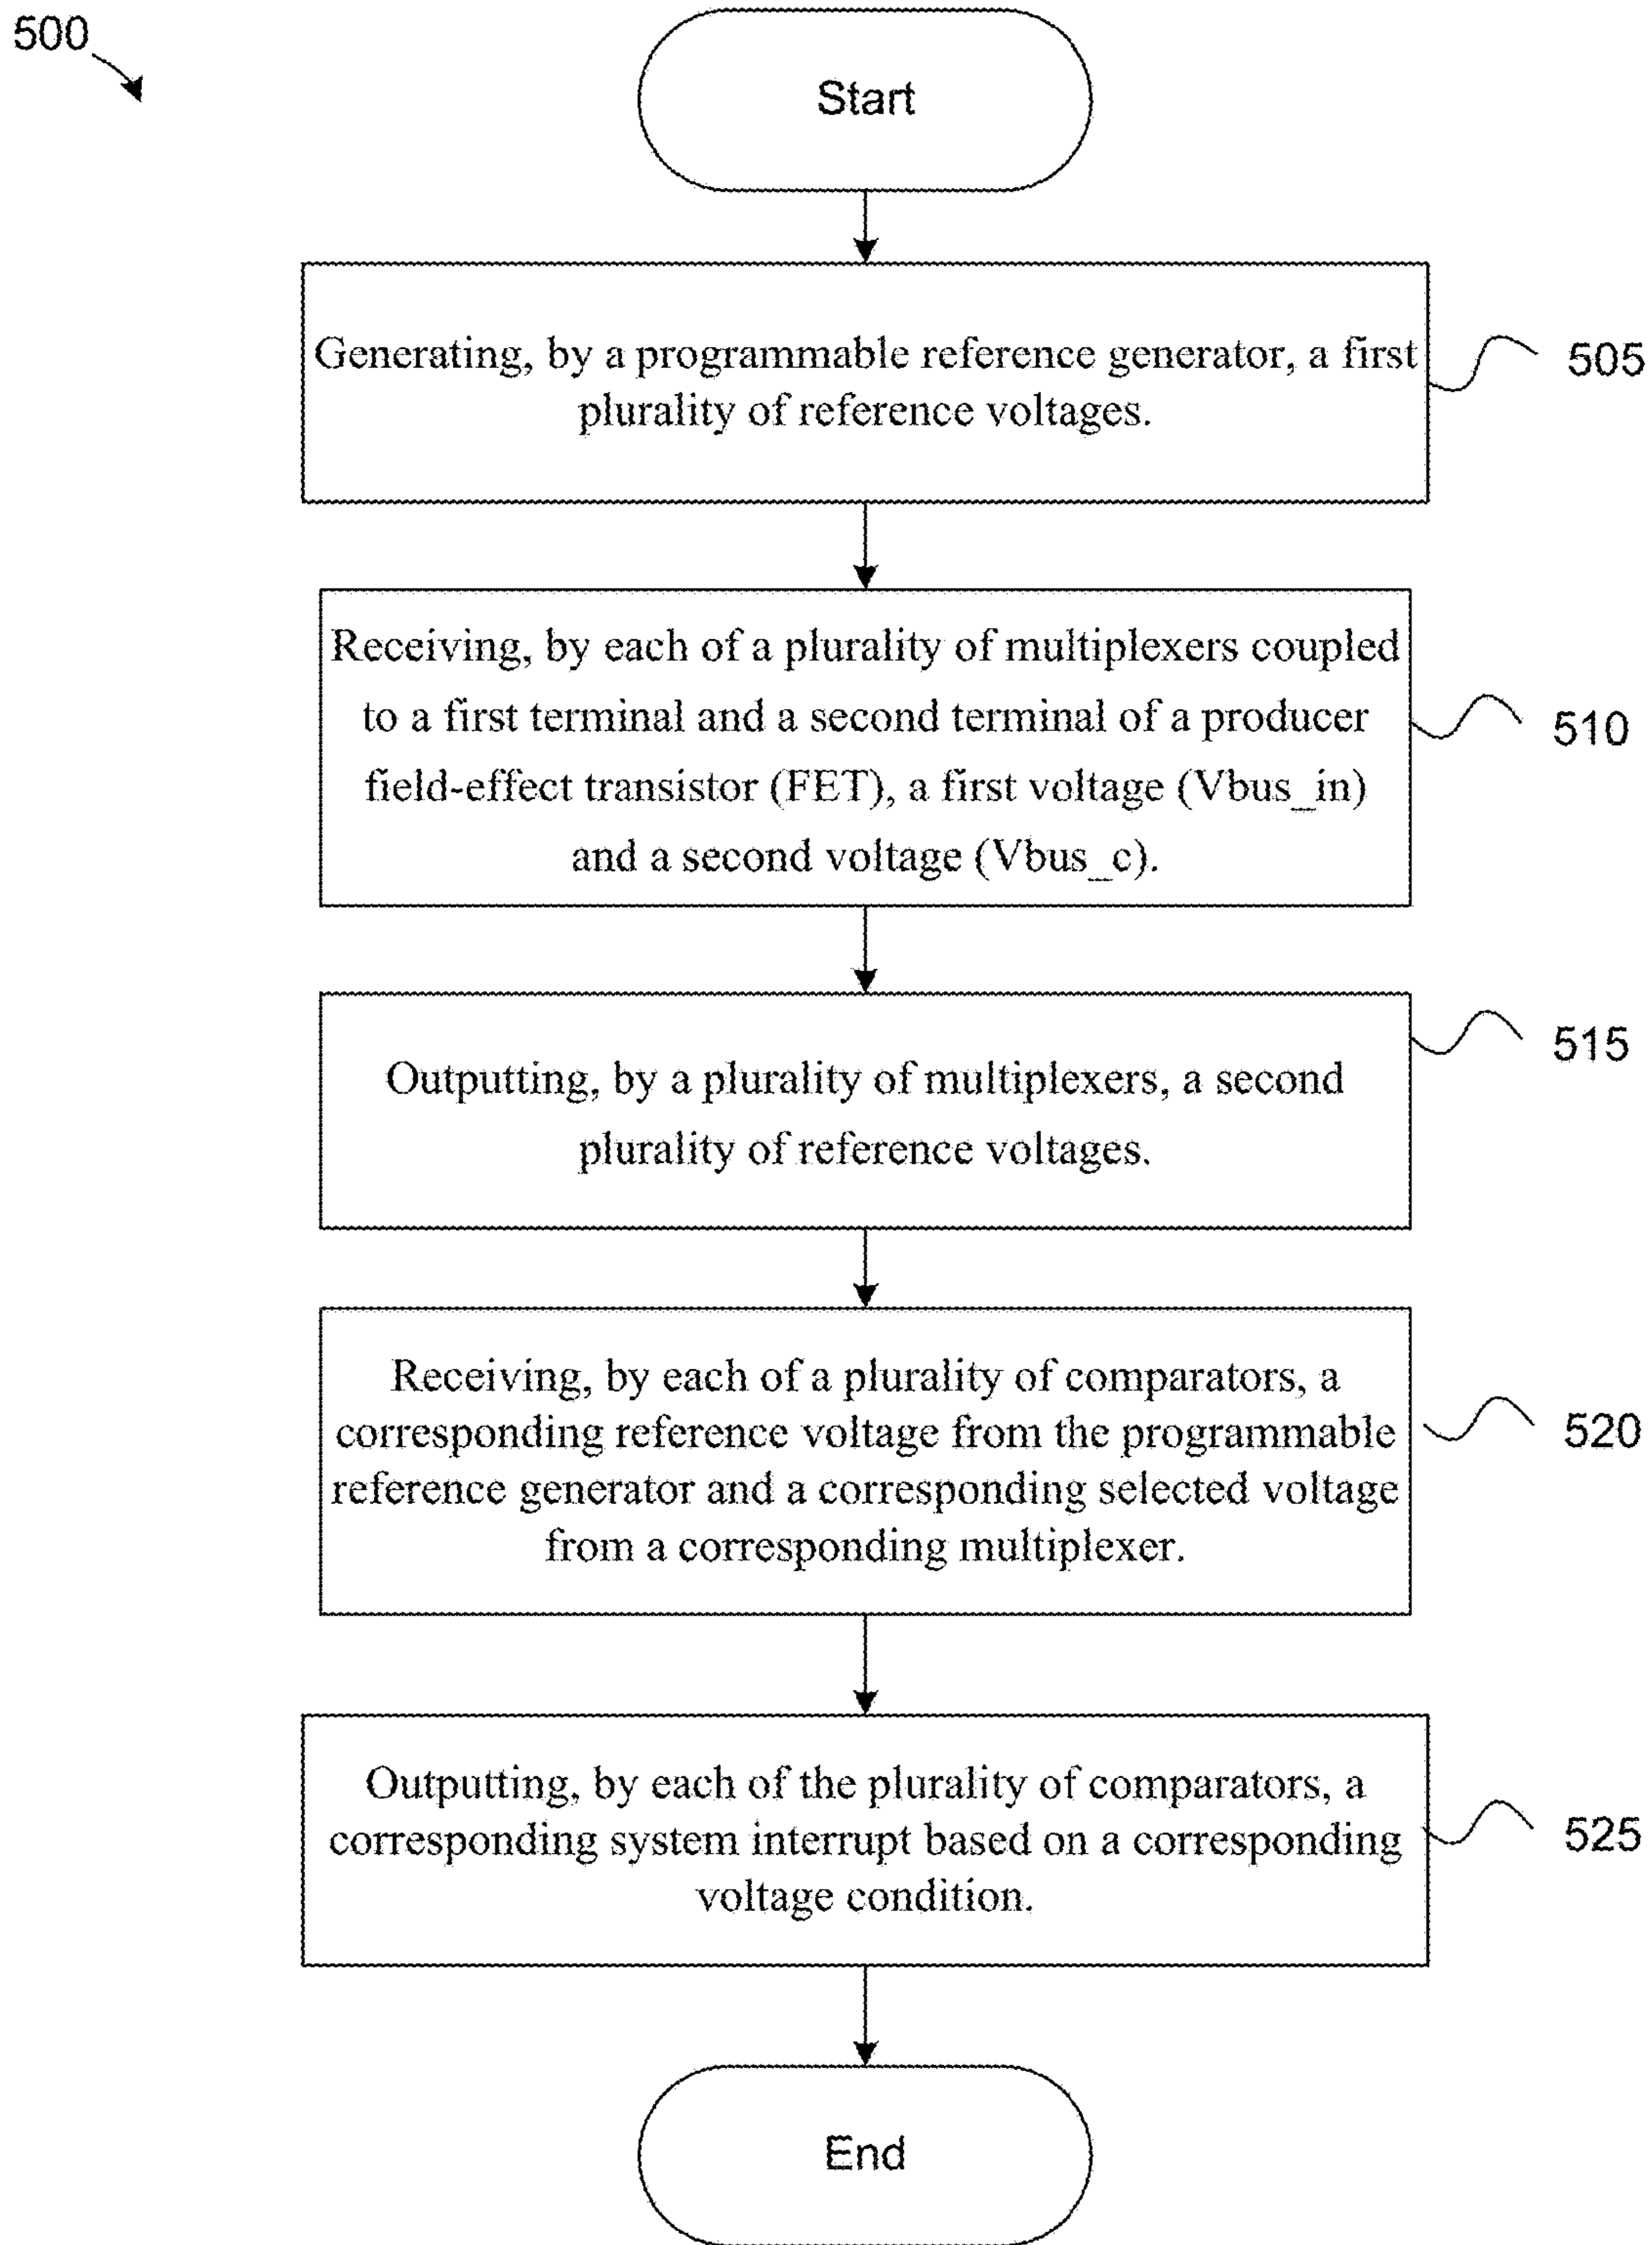 500
Start
Generating, by a programmable reference generator, a first
plurality of reference voltages.
505
Receiving, by each of a plurality of multiplexers coupled
to a first terminal and a second terminal of a producer
field-effect transistor (FET), a first voltage (Vbus_in)
and a second voltage (Vbus_c).
510
Outputting, by a plurality of multiplexers, a second
plurality of reference voltages.
515
Receiving, by each of a plurality of comparators, a
corresponding reference voltage from the programmable
reference generator and a corresponding selected voltage
from a corresponding multiplexer.
520
Outputting, by each of the plurality of comparators, a
corresponding system interrupt based on a corresponding
voltage condition.
525
End